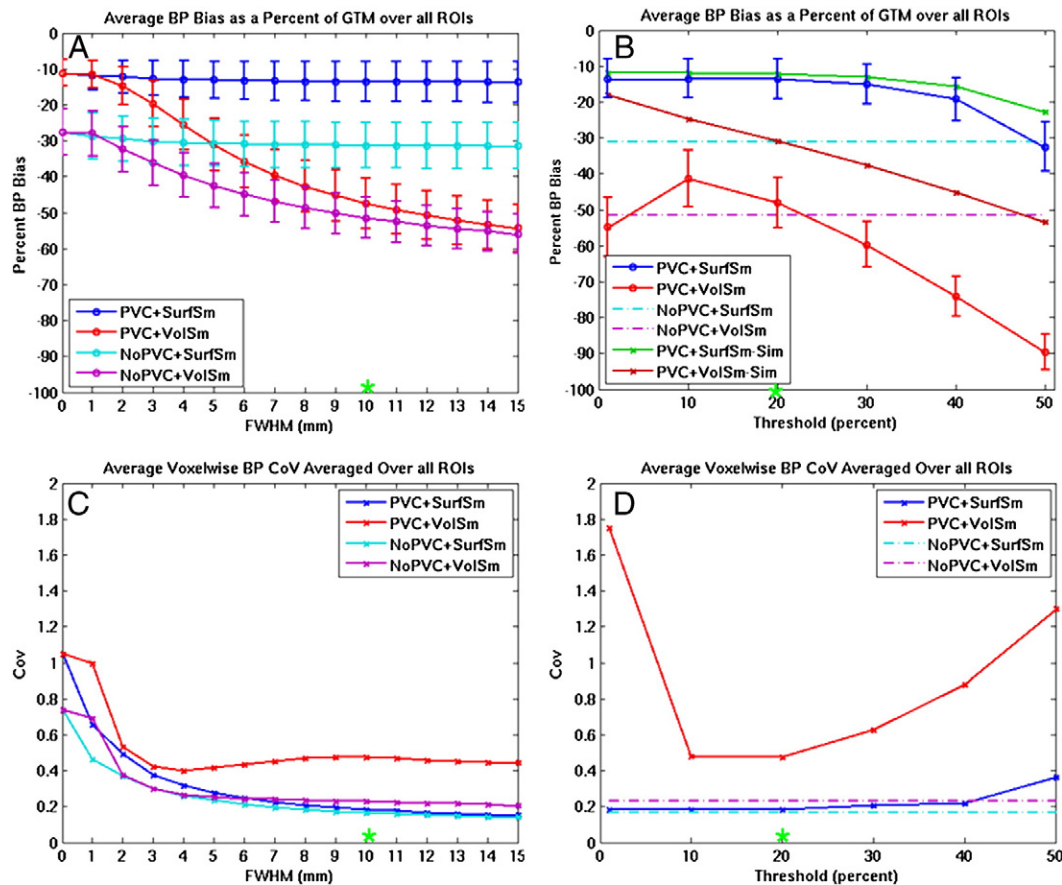 Average BP Bias as a Percent of GTM over all ROIs
A
Percent BP Bias
0
-10
-20
-30
-40
-50
-60
-70
-80
-90
-100
PVC+SurfSm
PVC+VolSm
NoPVC+SurfSm
NoPVC+VolSm
0 1 2 3 4 5 6 7 8 9 10 11 12 13 14 15
FWHM (mm)
Average BP Bias as a Percent of GTM over all ROIs
B
Percent BP Bias
0
-10
-20
-30
-40
-50
-60
-70
-80
-90
-100
PVC+SurfSm
PVC+VolSm
NoPVC+SurfSm
NoPVC+VolSm
PVC+SurfSm-Sim
PVC+VolSm-Sim
0 10 20 30 40 50
Threshold (percent)
Average Voxelwise BP CoV Averaged Over all ROIs
C
Cov
2
1.8
1.6
1.4
1.2
1
0.8
0.6
0.4
0.2
0
PVC+SurfSm
PVC+VolSm
NoPVC+SurfSm
NoPVC+VolSm
0 1 2 3 4 5 6 7 8 9 10 11 12 13 14 15
FWHM (mm)
Average Voxelwise BP CoV Averaged Over all ROIs
D
Cov
2
1.8
1.6
1.4
1.2
1
0.8
0.6
0.4
0.2
0
PVC+SurfSm
PVC+VolSm
NoPVC+SurfSm
NoPVC+VolSm
0 10 20 30 40 50
Threshold (percent)